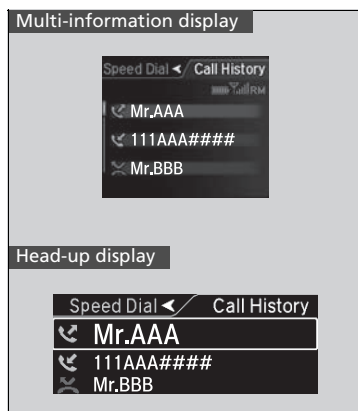 Multi-information display
Speed Dial Call History
RM
Mr.AAA
111AAA####
Mr.BBB
Head-up display
Speed Dial Call History
Mr.AAA
111AAA####
Mr.BBB